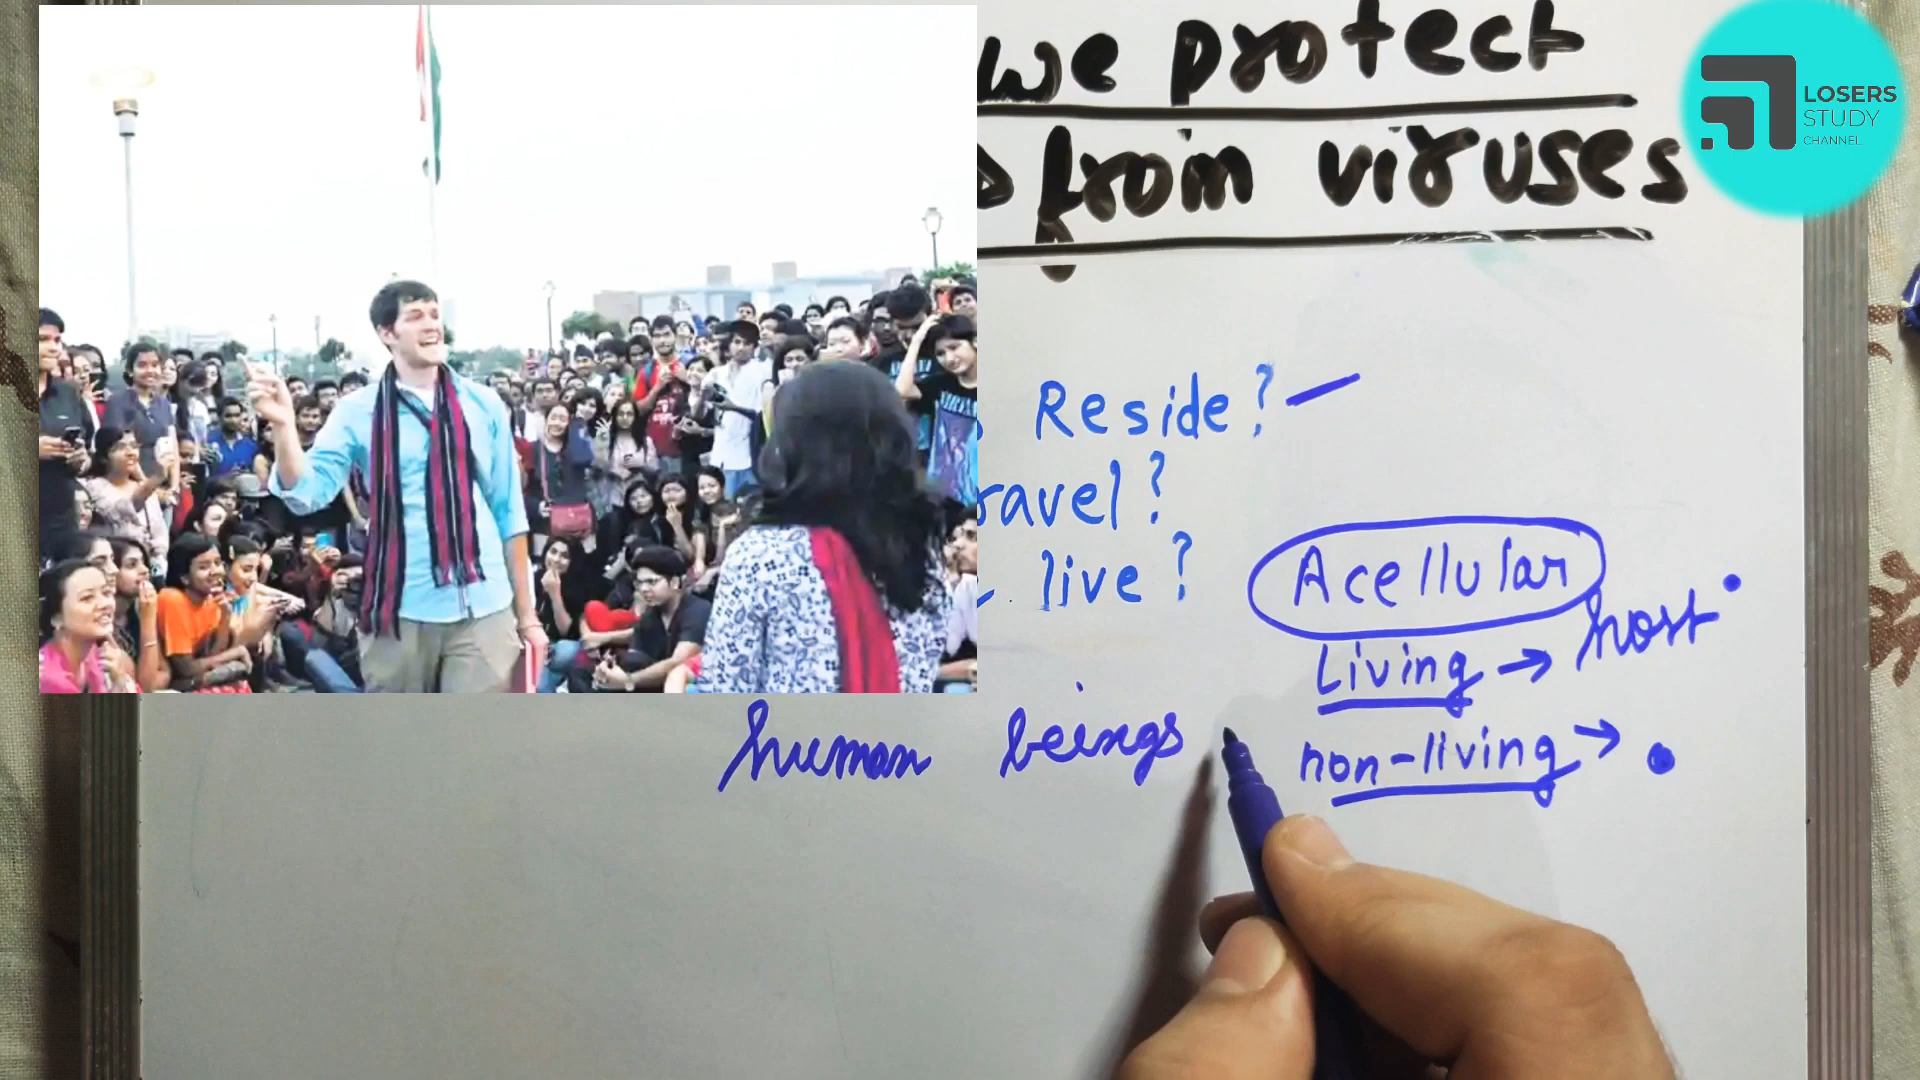 we protect
from viruses
LOSERS
STUDY
CHANNEL
Reside?
ravel?
live?
Acellular
Living → host
non-living →
human beings